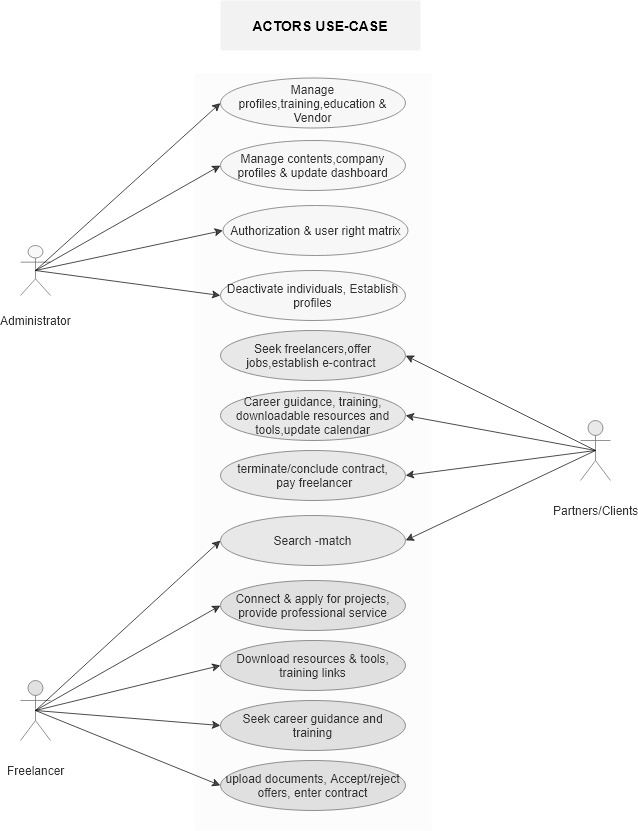 ACTORS USE-CASE
Manage
profiles,training,education &
Vendor
Manage contents,company
profiles & update dashboard
Authorization & user right matrix
Deactivate individuals, Establish
profiles
Administrator
Seek freelancers,offer
jobs,establish e-contract
Career guidance, training,
downloadable resources and
tools,update calendar
terminate/conclude contract,
pay freelancer
Partners/Clients
Search -match
Connect & apply for projects,
provide professional service
Download resources & tools,
training links
Seek career guidance and
training
Freelancer
upload documents, Accept/reject
offers, enter contract